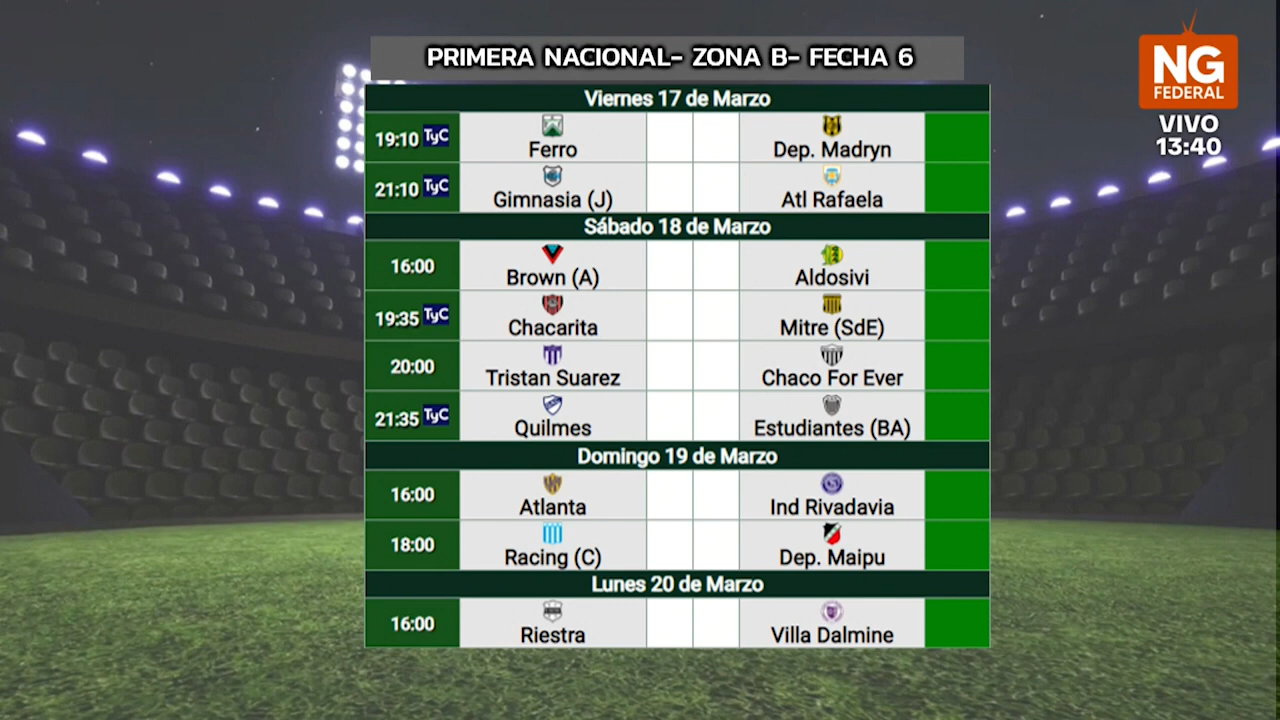 PRIMERA NACIONAL- ZONA B- FECHA 6
NG
FEDERAL
VIVO
13:40
Viernes 17 de Marzo
19:10 TyC Ferro Dep. Madryn
21:10 TyC Gimnasia (J) Atl Rafaela
Sábado 18 de Marzo
16:00 Brown (A) Aldosivi
19:35 TyC Chacarita Mitre (SdE)
20:00 Tristan Suarez Chaco For Ever
21:35 TyC Quilmes Estudiantes (BA)
Domingo 19 de Marzo
16:00 Atlanta Ind Rivadavia
18:00 Racing (C) Dep. Maipu
Lunes 20 de Marzo
16:00 Riestra Villa Dalmine